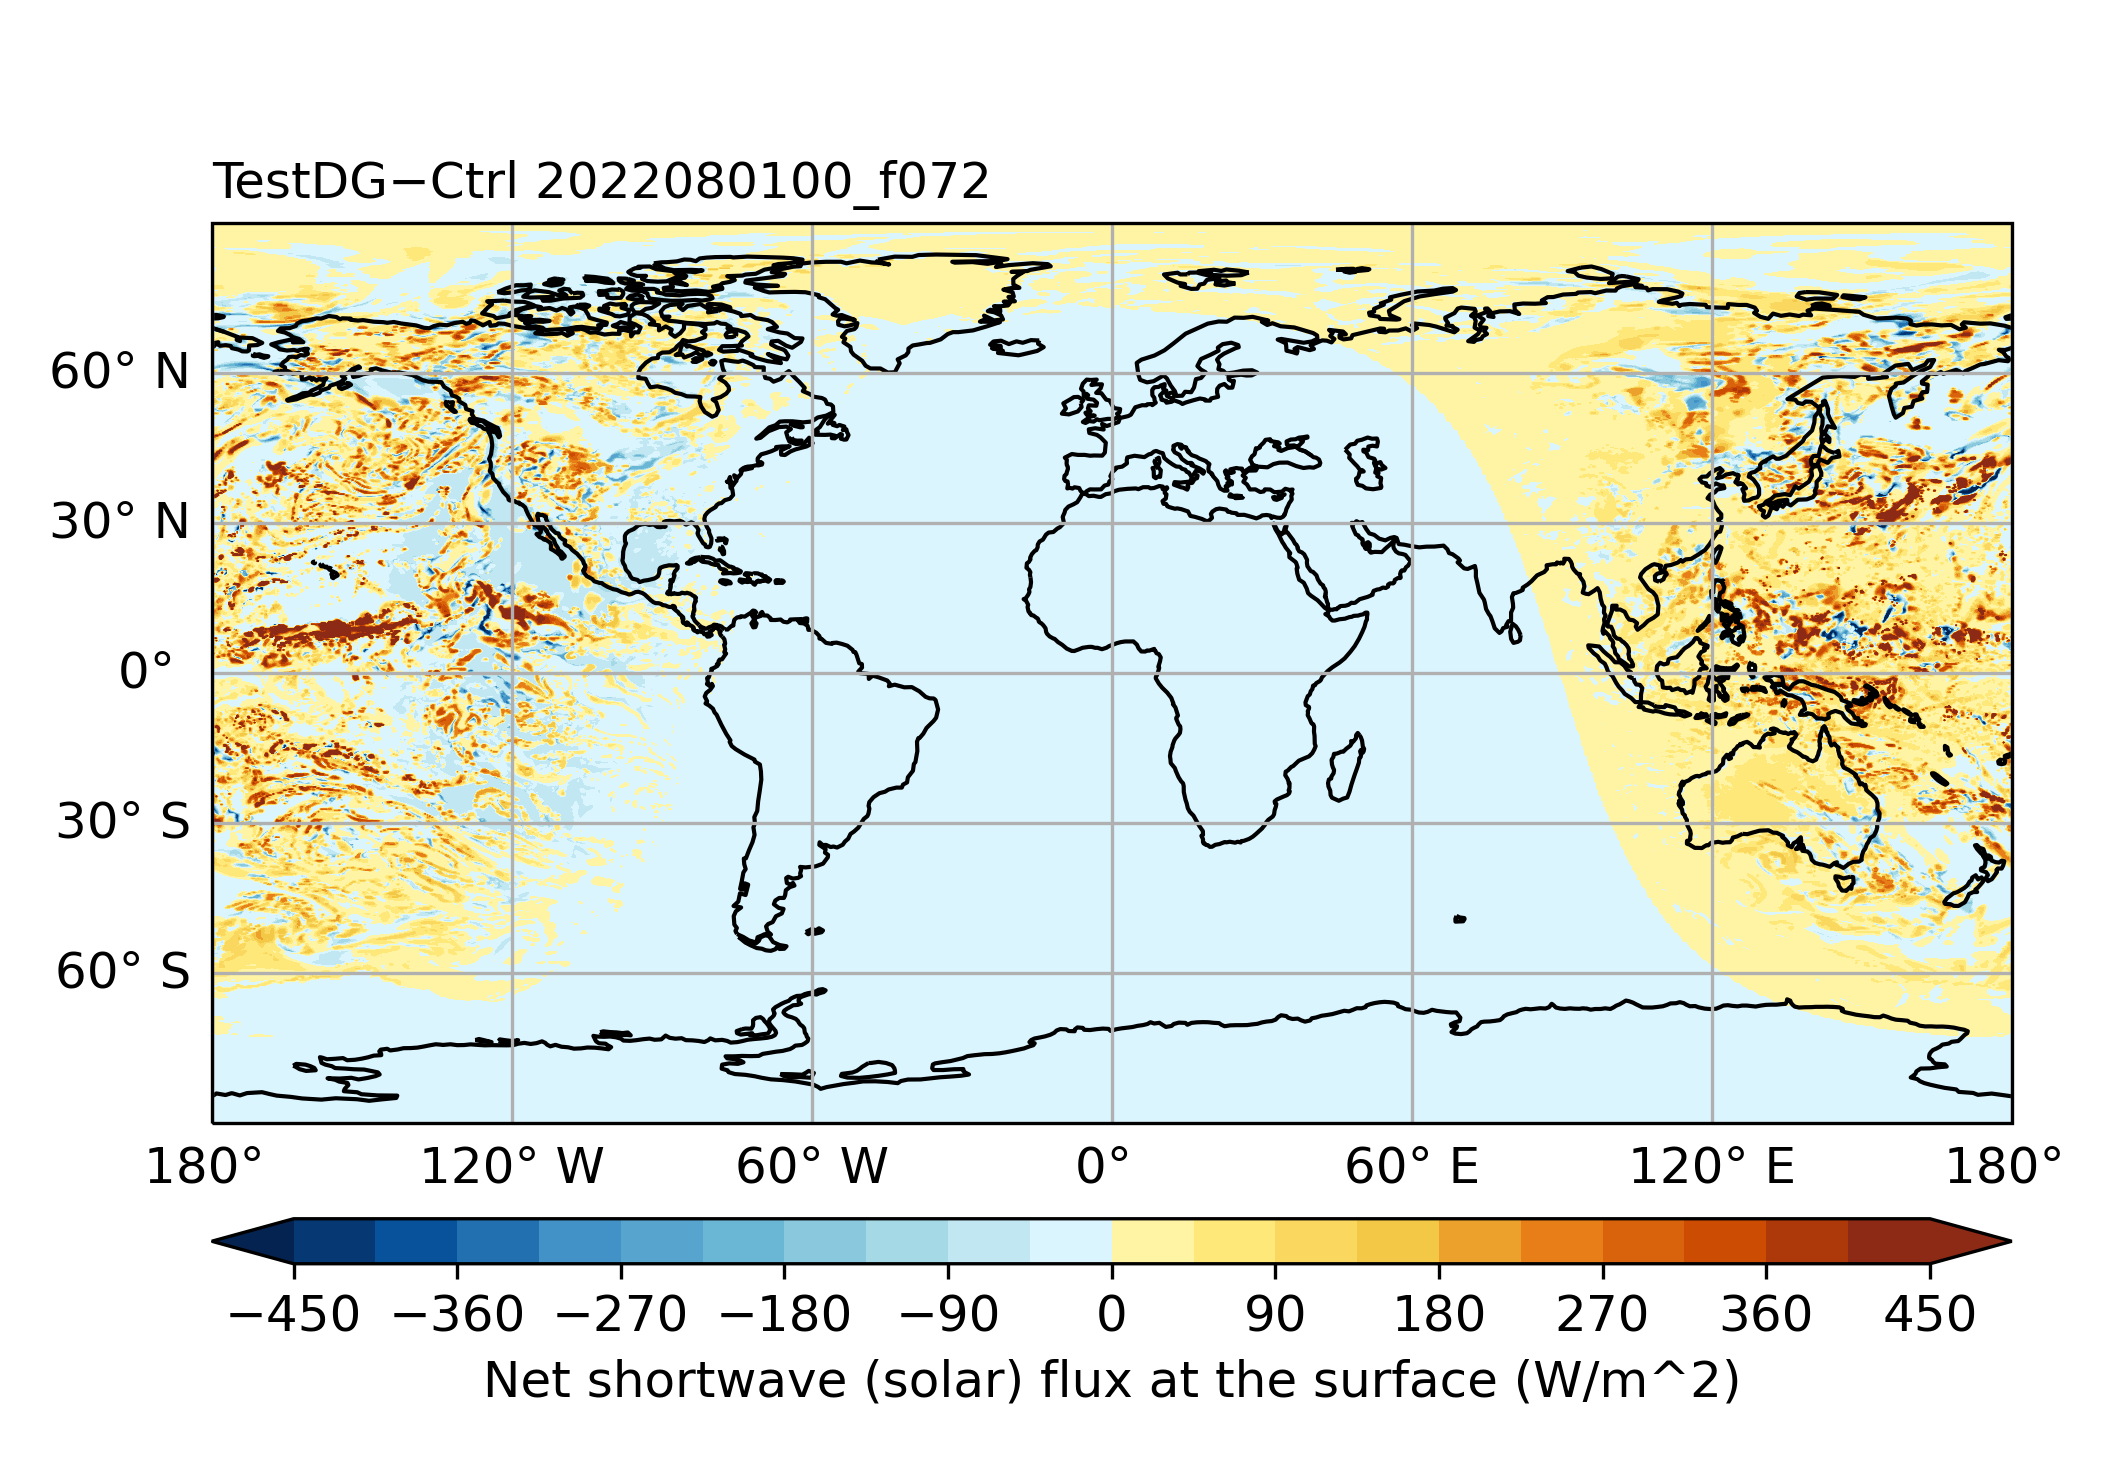 TestDG−Ctrl 2022080100_f072
60° N
30° N
0°
30° S
60° S
180° 120° W 60° W 0° 60° E 120° E 180°
−450 −360 −270 −180 −90 0 90 180 270 360 450
Net shortwave (solar) flux at the surface (W/m^2)